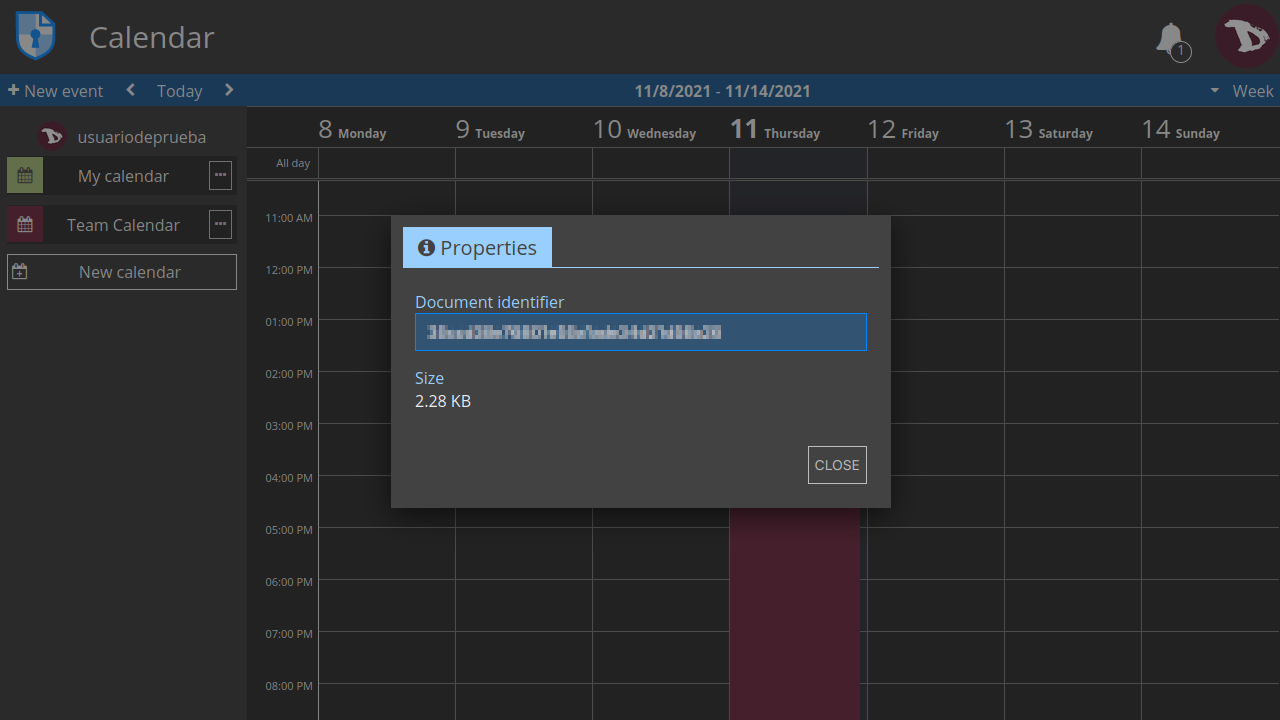 Calendar
1
New event
Today
11/8/2021 - 11/14/2021
Week
usuariodeprueba
My calendar
Team Calendar
New calendar
8 Monday
9 Tuesday
10 Wednesday
11 Thursday
12 Friday
13 Saturday
14 Sunday
All day
11:00 AM
12:00 PM
01:00 PM
02:00 PM
03:00 PM
04:00 PM
05:00 PM
06:00 PM
07:00 PM
08:00 PM
Properties
Document identifier
Size
2.28 KB
CLOSE